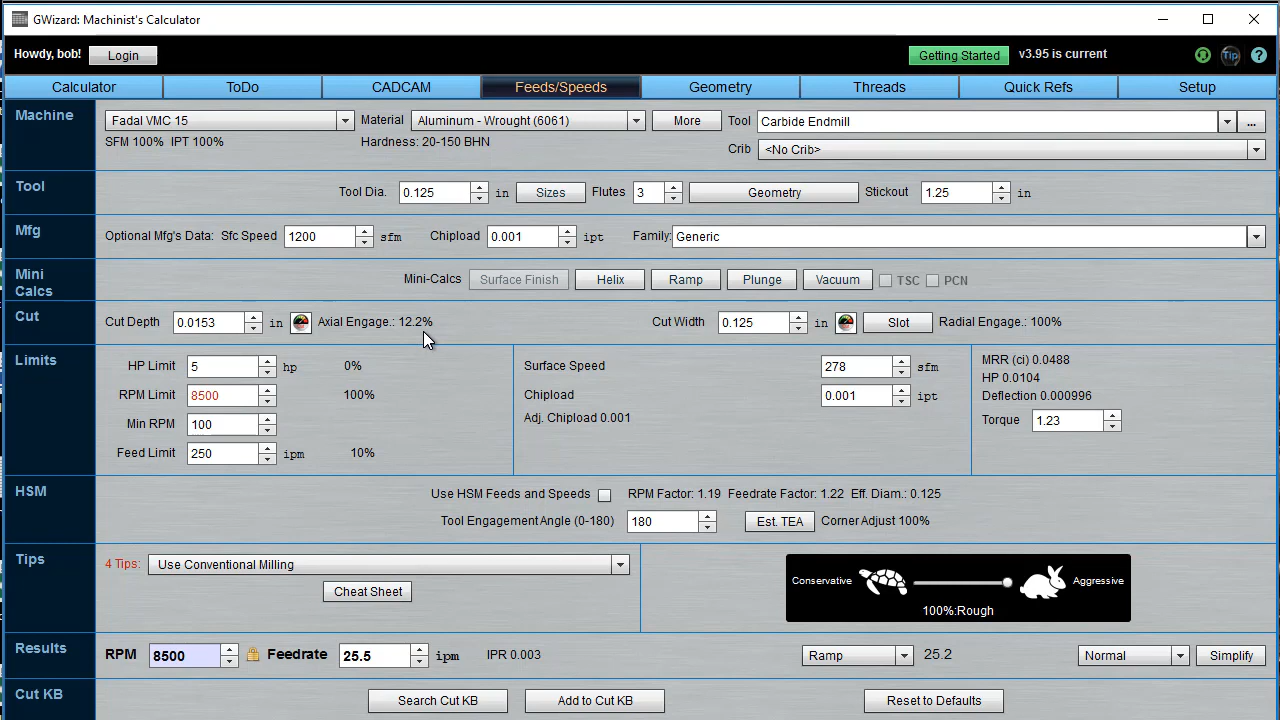 GWizard: Machinist's Calculator
Howdy, bob! Login Getting Started v3.95 is current Tip ?
Calculator ToDo CADCAM Feeds/Speeds Geometry Threads Quick Refs Setup
Machine Fadal VMC 15 Material Aluminum - Wrought (6061) More Tool Carbide Endmill ...
SFM 100% IPT 100% Hardness: 20-150 BHN Crib <No Crib>
Tool Tool Dia. 0.125 in Sizes Flutes 3 Geometry Stickout 1.25 in
Mfg Optional Mfg's Data: Sfc Speed 1200 sfm Chipload 0.001 ipt Family: Generic
Mini Calcs Mini-Calcs Surface Finish Helix Ramp Plunge Vacuum TSC PCN
Cut Cut Depth 0.0153 in Axial Engage.: 12.2% Cut Width 0.125 in Slot Radial Engage.: 100%
Limits HP Limit 5 hp 0% Surface Speed 278 sfm MRR (ci) 0.0488
HP 0.0104
RPM Limit 8500 100% Chipload 0.001 ipt Deflection 0.000996
Min RPM 100 Adj. Chipload 0.001 Torque 1.23
Feed Limit 250 ipm 10%
HSM Use HSM Feeds and Speeds RPM Factor: 1.19 Feedrate Factor: 1.22 Eff. Diam.: 0.125
Tool Engagement Angle (0-180) 180 Est. TEA Corner Adjust 100%
Tips 4 Tips: Use Conventional Milling Conservative Aggressive
Cheat Sheet 100%:Rough
Results RPM 8500 Feedrate 25.5 ipm IPR 0.003 Ramp 25.2 Normal Simplify
Cut KB Search Cut KB Add to Cut KB Reset to Defaults